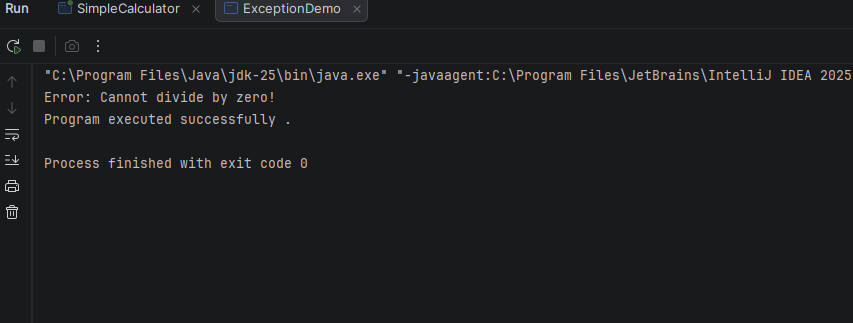 Run SimpleCalculator ExceptionDemo
"C:\Program Files\Java\jdk-25\bin\java.exe" "-javaagent:C:\Program Files\JetBrains\IntelliJ IDEA 2025
Error: Cannot divide by zero!
Program executed successfully .
Process finished with exit code 0